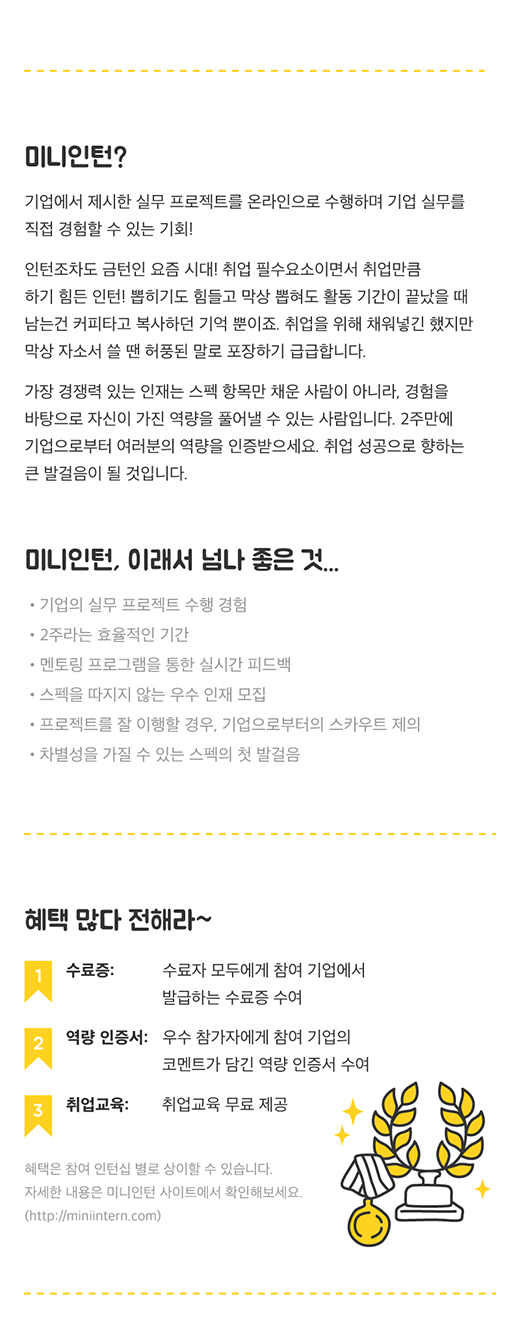 미니인턴?
기업에서 제시한 실무 프로젝트를 온라인으로 수행하며 기업 실무를
직접 경험할 수 있는 기회!
인턴조차도 금턴인 요즘 시대! 취업 필수요소이면서 취업만큼
하기 힘든 인턴! 뽑히기도 힘들고 막상 뽑혀도 활동 기간이 끝났을 때
남는건 커피타고 복사하던 기억 뿐이죠. 취업을 위해 채워넣긴 했지만
막상 자소서 쓸 땐 허풍된 말로 포장하기 급급합니다.
가장 경쟁력 있는 인재는 스펙 항목만 채운 사람이 아니라, 경험을
바탕으로 자신이 가진 역량을 풀어낼 수 있는 사람입니다. 2주만에
기업으로부터 여러분의 역량을 인증받으세요. 취업 성공으로 향하는
큰 발걸음이 될 것입니다.
미니인턴, 이래서 넘나 좋은 것...
• 기업의 실무 프로젝트 수행 경험
• 2주라는 효율적인 기간
• 멘토링 프로그램을 통한 실시간 피드백
• 스펙을 따지지 않는 우수 인재 모집
• 프로젝트를 잘 이행할 경우, 기업으로부터의 스카우트 제의
• 차별성을 가질 수 있는 스펙의 첫 발걸음
혜택 많다 전해라~
1 수료증: 수료자 모두에게 참여 기업에서
발급하는 수료증 수여
2 역량 인증서: 우수 참가자에게 참여 기업의
코멘트가 담긴 역량 인증서 수여
3 취업교육: 취업교육 무료 제공
혜택은 참여 인턴십 별로 상이할 수 있습니다.
자세한 내용은 미니인턴 사이트에서 확인해보세요.
(http://miniintern.com)